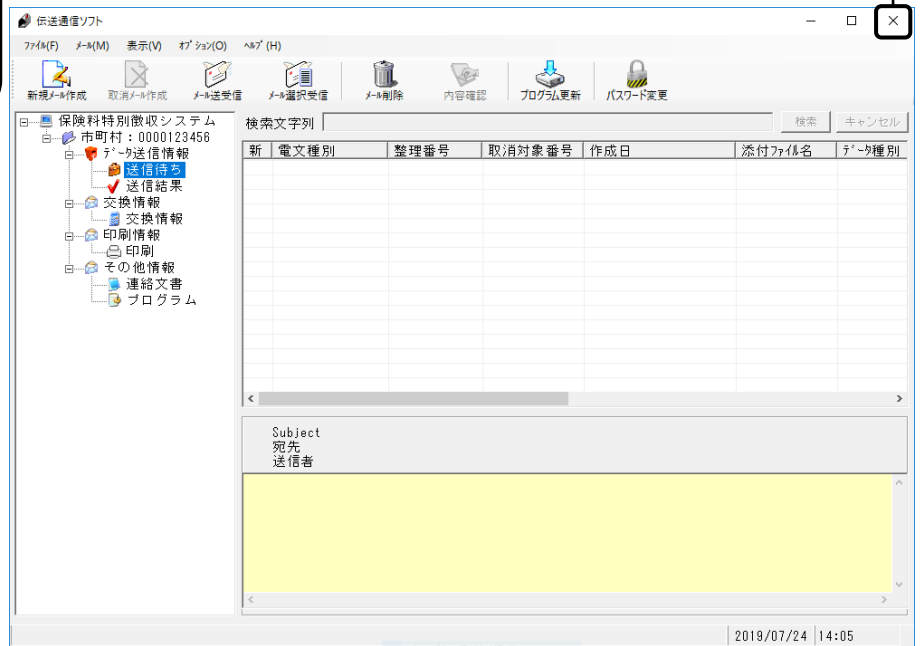 伝送通信ソフト
ﾌｧｲﾙ(F) ﾒｰﾙ(M) 表示(V) ｵﾌﾟｼｮﾝ(O) ﾍﾙﾌﾟ(H)
新規ﾒｰﾙ作成 取消ﾒｰﾙ作成 ﾒｰﾙ送受信 ﾒｰﾙ選択受信 ﾒｰﾙ削除 内容確認 ﾌﾟﾛｸﾞﾗﾑ更新 ﾊﾟｽﾜｰﾄﾞ変更
保険料特別徴収システム
市町村：0000123456
ﾃﾞｰﾀ送信情報
送信待ち
送信結果
交換情報
交換情報
印刷情報
印刷
その他情報
連絡文書
プログラム
検索文字列 検索 キャンセル
新 電文種別 整理番号 取消対象番号 作成日 添付ﾌｧｲﾙ名 ﾃﾞｰﾀ種別
Subject
宛先
送信者
2019/07/24 14:05